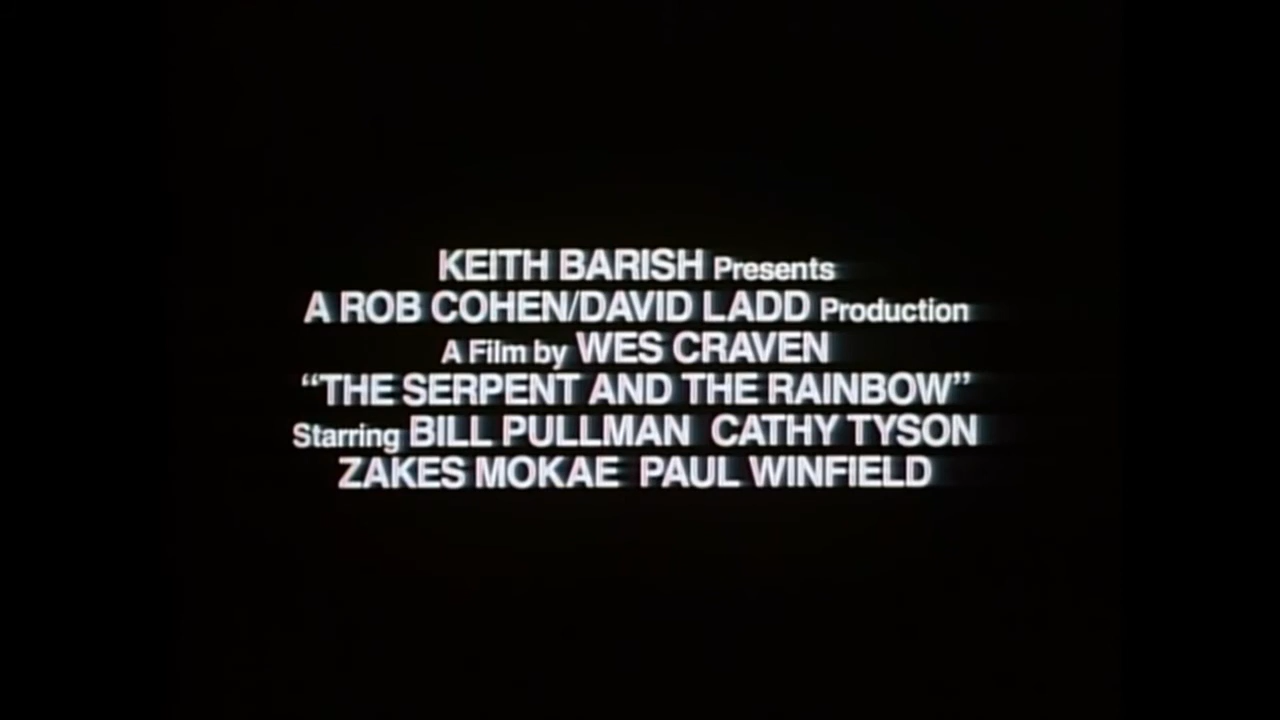 KEITH BARISH Presents
A ROB COHEN/DAVID LADD Production
A Film by WES CRAVEN
“THE SERPENT AND THE RAINBOW”
Starring BILL PULLMAN CATHY TYSON
ZAKES MOKAE PAUL WINFIELD